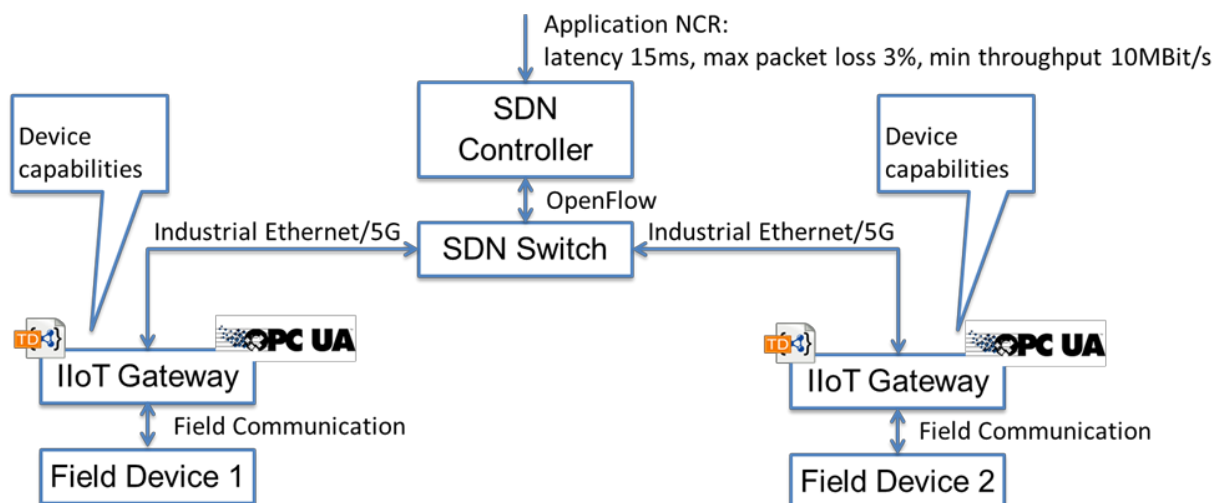 Application NCR:
latency 15ms, max packet loss 3%, min throughput 10MBit/s
SDN
Controller
Device
capabilities
Device
capabilities
OpenFlow
Industrial Ethernet/5G
SDN Switch
Industrial Ethernet/5G
TD
OPC UA
IIoT Gateway
TD
OPC UA
IIoT Gateway
Field Communication
Field Communication
Field Device 1
Field Device 2